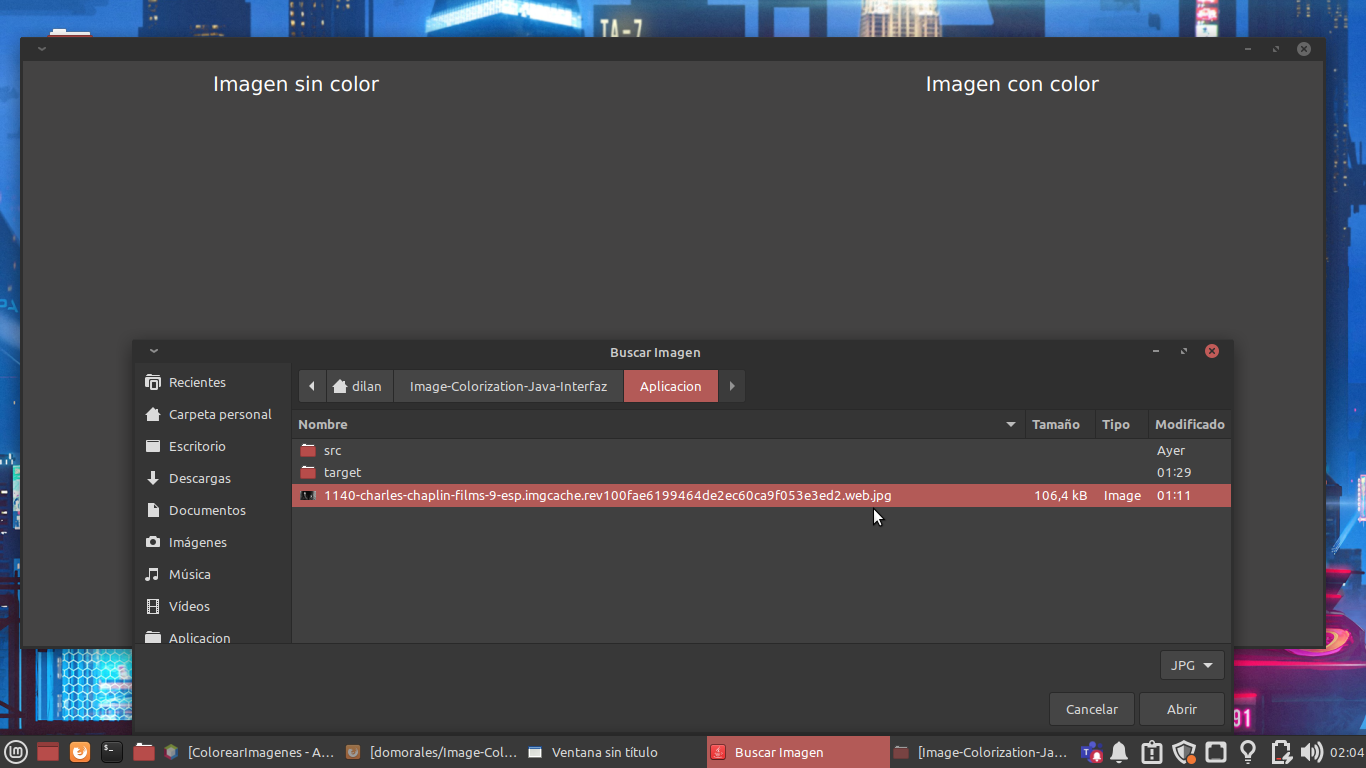 TA-7
Imagen sin color
Imagen con color
Buscar Imagen
Recientes
Carpeta personal
Escritorio
Descargas
Documentos
Imágenes
Música
Vídeos
Aplicacion
dilan
Image-Colorization-Java-Interfaz
Aplicacion
Nombre Tamaño Tipo Modificado
src Ayer
target 01:29
1140-charles-chaplin-films-9-esp.imgcache.rev100fae6199464de2ec60ca9f053e3ed2.web.jpg 106,4 kB Image 01:11
JPG
Cancelar Abrir
91
[ColorearImagenes - A... [domorales/Image-Col... Ventana sin título Buscar Imagen [Image-Colorization-Ja... 02:04